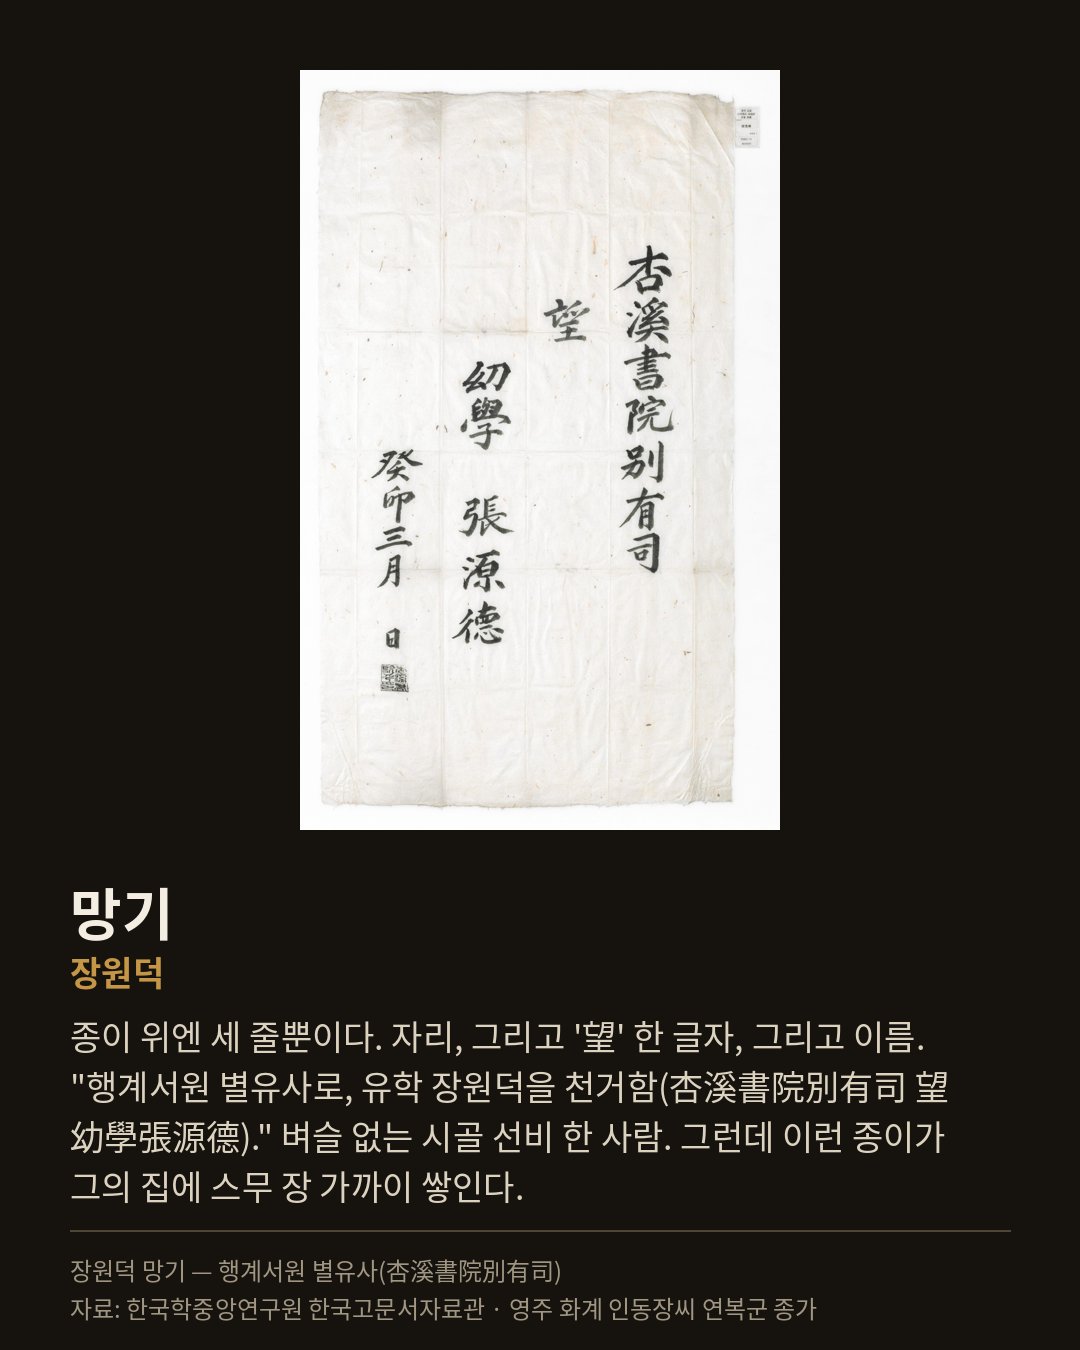 杏溪書院別有司
望
幼學 張源德
癸卯三月 日
망기
장원덕
종이 위엔 세 줄뿐이다. 자리, 그리고 '望' 한 글자, 그리고 이름.
"행계서원 별유사로, 유학 장원덕을 천거함(杏溪書院別有司 望
幼學張源德)." 벼슬 없는 시골 선비 한 사람. 그런데 이런 종이가
그의 집에 스무 장 가까이 쌓인다.
장원덕 망기 — 행계서원 별유사(杏溪書院別有司)
자료: 한국학중앙연구원 한국고문서자료관 · 영주 화계 인동장씨 연복군 종가